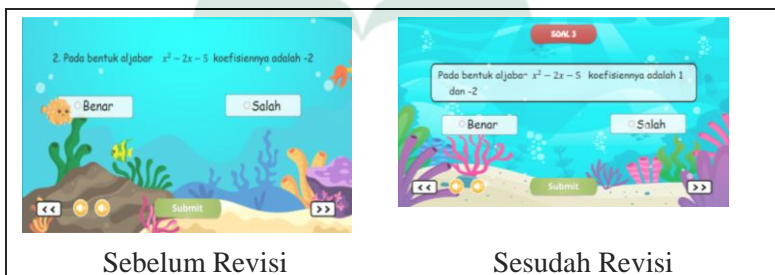 2. Pada bentuk aljabar x² − 2x − 5 koefisiennya adalah -2
Benar
Salah
<<
Submit
>>
SOAL 3
Pada bentuk aljabar x² − 2x − 5 koefisiennya adalah 1
dan -2
Benar
Salah
<<
Submit
>>
Sebelum Revisi
Sesudah Revisi